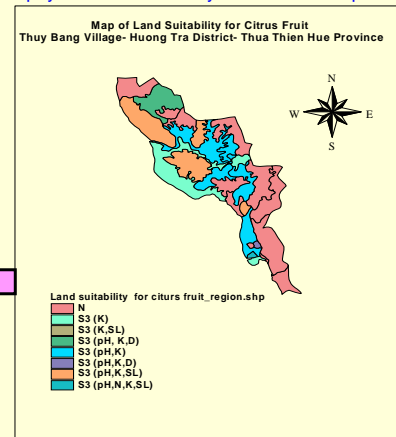 Map of Land Suitability for Citrus Fruit
Thuy Bang Village- Huong Tra District- Thua Thien Hue Province
N
W
E
S
Land suitability for citurs fruit_region.shp
N
S3 (K)
S3 (K,SL)
S3 (pH, K,D)
S3 (pH,K)
S3 (pH,K,D)
S3 (pH,K,SL)
S3 (pH,N,K,SL)